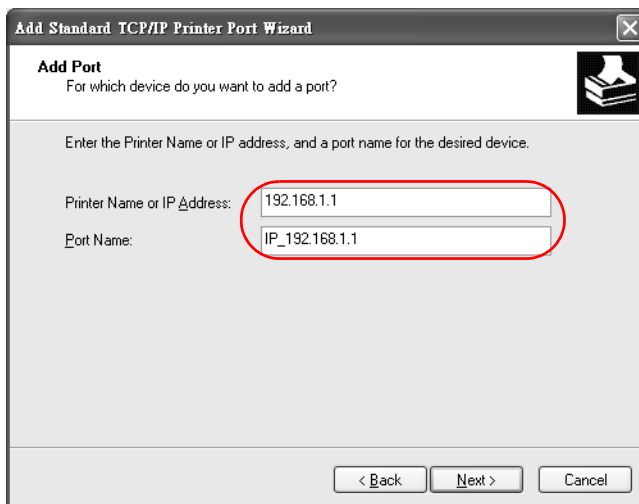 Add Standard TCP/IP Printer Port Wizard
Add Port
For which device do you want to add a port?
Enter the Printer Name or IP address, and a port name for the desired device.
Printer Name or IP Address: 192.168.1.1
Port Name: IP_192.168.1.1
< Back Next > Cancel